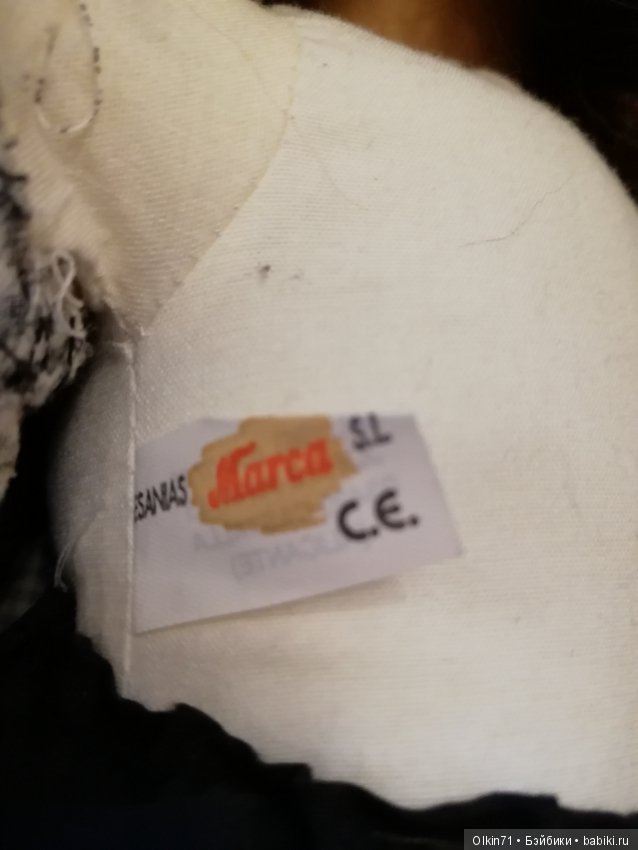 ESANIAS Marca S.L
C.E.
Olkin71 • Бэйбики • babiki.ru